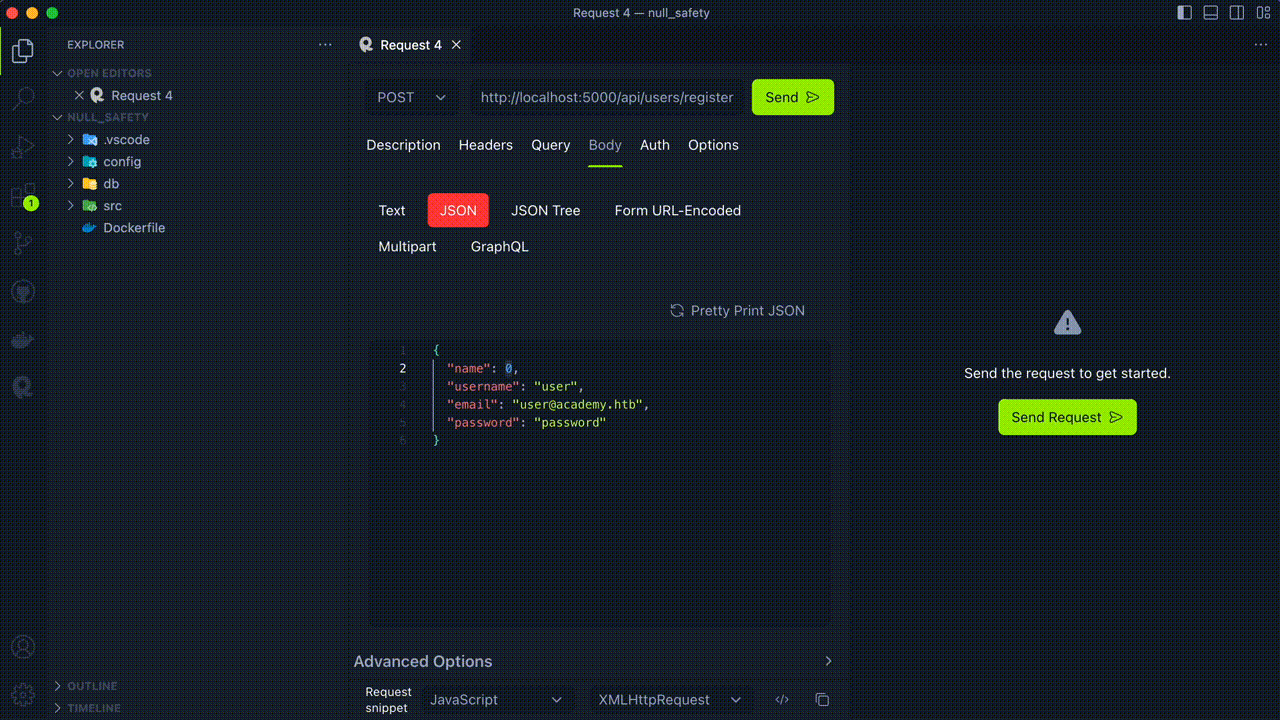 Request 4 — null_safety
EXPLORER
Request 4
OPEN EDITORS
Request 4
NULL_SAFETY
.vscode
config
db
src
Dockerfile
1
OUTLINE
TIMELINE
POST
http://localhost:5000/api/users/register
Send
Description Headers Query Body Auth Options
Text JSON JSON Tree Form URL-Encoded
Multipart GraphQL
Pretty Print JSON
1 {
2 "name": 0,
3 "username": "user",
4 "email": "user@academy.htb",
5 "password": "password"
6 }
Advanced Options
Request snippet
JavaScript
XMLHttpRequest
Send the request to get started.
Send Request